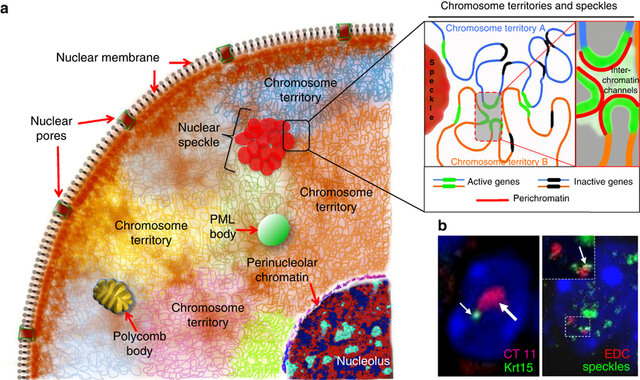 a
Nuclear membrane
Nuclear
pores
Chromosome
territory
Nuclear
speckle
Chromosome
territory
Chromosome
territory
PML
body
Perinucleolar
chromatin
Chromosome
territory
Polycomb
body
Nucleolus
Chromosome territories and speckles
Chromosome territory A
Speckle
Chromosome territory B
Inter-
chromatin
channels
Active genes
Inactive genes
Perichromatin
b
CT 11
Krt15
EDC
speckles